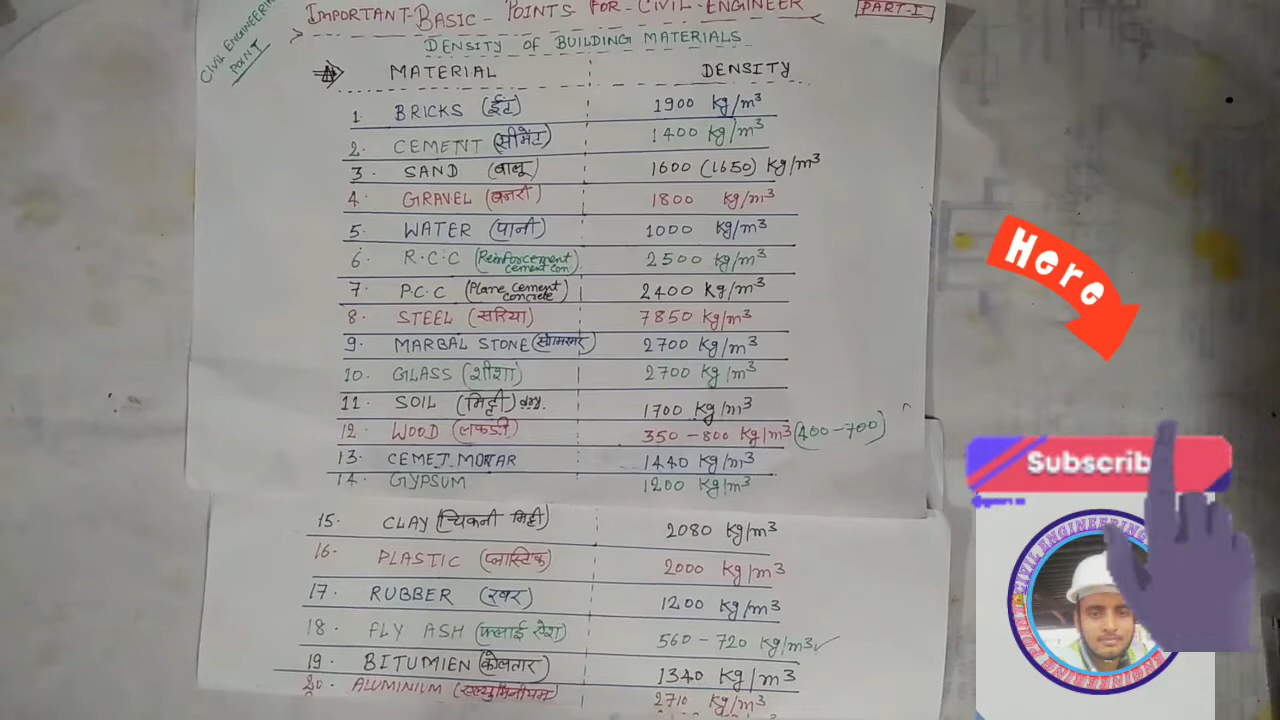 IMPORTANT-BASIC-POINTS FOR-CIVIL-ENGINEER
PART-I
CIVIL ENGINEERING
POINT
DENSITY OF BUILDING MATERIALS
MATERIAL DENSITY
1. BRICKS (ईंट) 1900 Kg/m³
2. CEMENT (सीमेंट) 1400 Kg/m³
3. SAND (बालू) 1600 (1650) Kg/m³
4. GRAVEL (बजरी) 1800 Kg/m³
5. WATER (पानी) 1000 Kg/m³
6. R.C.C (Reinforcement cement con.) 2500 Kg/m³
7. P.C.C (Plane cement concrete) 2400 Kg/m³
8. STEEL (सरिया) 7850 Kg/m³
9. MARBAL STONE 2700 Kg/m³
10. GLASS (शीशा) 2700 Kg/m³
11. SOIL (मिट्टी) dry. 1700 Kg/m³
12. WOOD (लकड़ी) 350-800 Kg/m³ (400-700)
13. CEMET MOTAR 1440 Kg/m³
14. GYPSUM 1200 Kg/m³
15. CLAY (चिकनी मिट्टी) 2080 Kg/m³
16. PLASTIC (प्लास्टिक) 2000 Kg/m³
17. RUBBER (रबर) 1200 Kg/m³
18. FLY ASH (फ्लाई ऐश) 560-720 Kg/m³✓
19. BITUMIEN (कोलतार) 1340 Kg/m³
20. ALUMINIUM (एल्युमिनियम) 2710 Kg/m³
Here
Subscrib
CIVIL ENGINEERING POINT